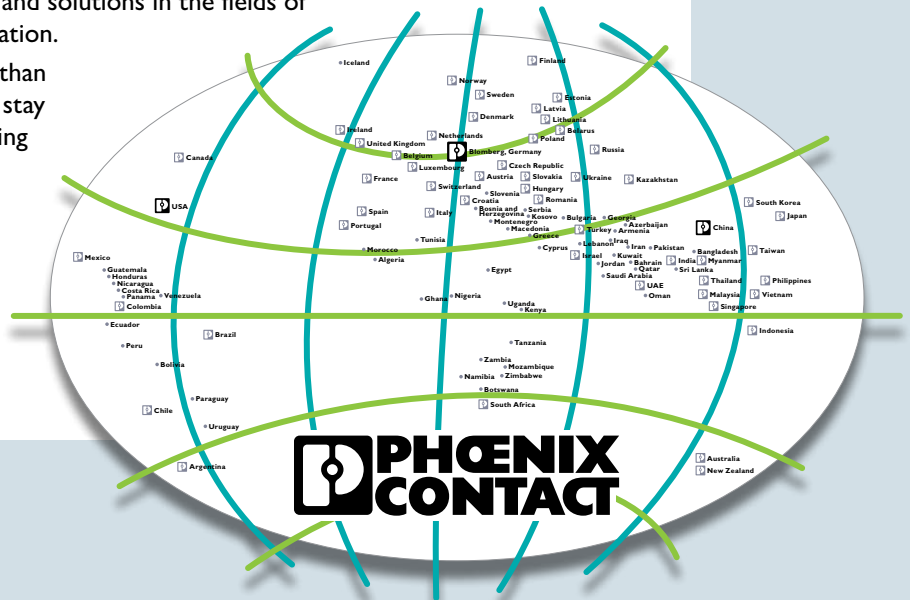 and solutions in the fields of
ation.
than
stay
ing
Iceland
Finland
Norway
Sweden
Estonia
Latvia
Denmark
Lithuania
Ireland
Netherlands
Belarus
United Kingdom
Poland
Belgium
Blomberg, Germany
Russia
Canada
Luxembourg
Czech Republic
France
Austria
Slovakia
Ukraine
Kazakhstan
Switzerland
Hungary
Slovenia
USA
Croatia
Romania
South Korea
Spain
Italy
Bosnia and
Herzegovina
Serbia
Kosovo
Bulgaria
Georgia
Japan
Portugal
Montenegro
Azerbaijan
China
Macedonia
Turkey
Armenia
Greece
Tunisia
Morocco
Cyprus
Lebanon
Iraq
Iran
Pakistan
Bangladesh
Taiwan
Mexico
Algeria
Israel
Kuwait
India
Myanmar
Jordan
Bahrain
Guatemala
Egypt
Qatar
Sri Lanka
Honduras
Saudi Arabia
Nicaragua
UAE
Thailand
Philippines
Costa Rica
Panama
Venezuela
Ghana
Nigeria
Oman
Malaysia
Vietnam
Colombia
Uganda
Singapore
Kenya
Ecuador
Brazil
Indonesia
Peru
Tanzania
Bolivia
Zambia
Mozambique
Namibia
Zimbabwe
Botswana
Paraguay
South Africa
Chile
Uruguay
Argentina
Australia
New Zealand
PHŒNIX
CONTACT